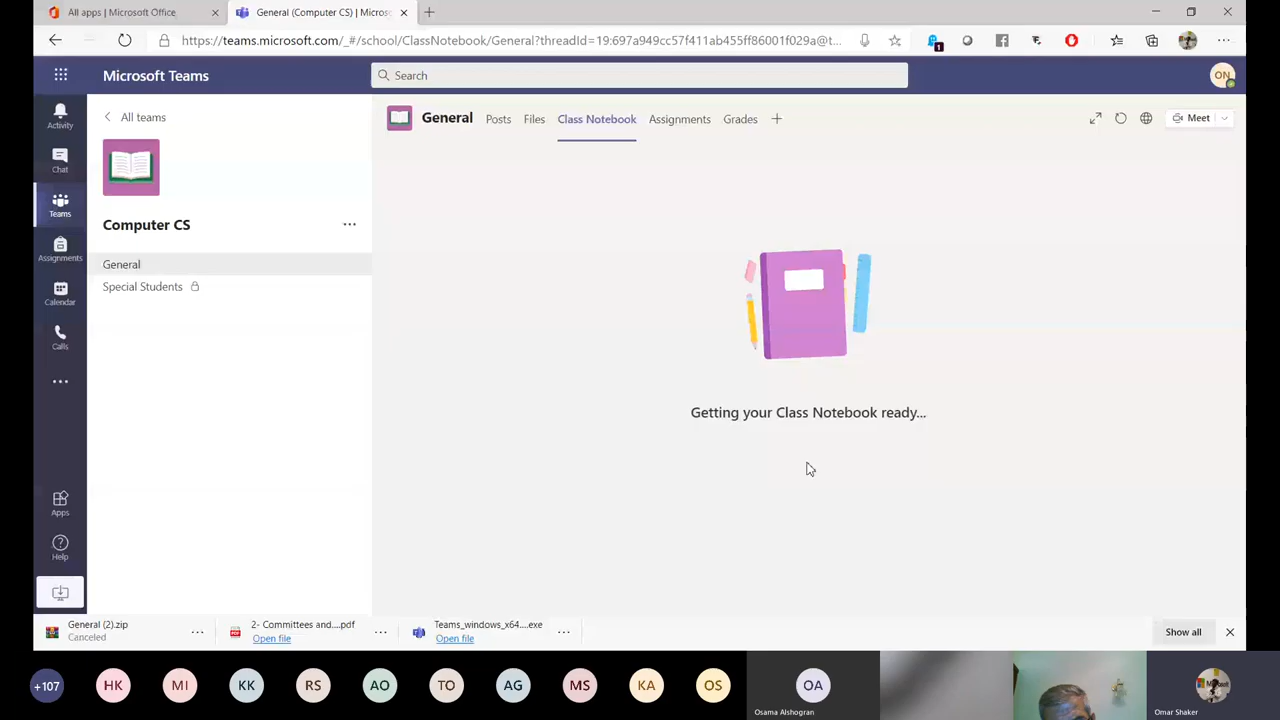 All apps | Microsoft Office
General (Computer CS) | Micros
https://teams.microsoft.com/_#/school/ClassNotebook/General?threadId=19:697a949cc57f411ab455ff86001f029a@t...
1
Microsoft Teams
Search
ON
Activity
Chat
Teams
Assignments
Calendar
Calls
Apps
Help
All teams
Computer CS
General
Special Students
General
Posts
Files
Class Notebook
Assignments
Grades
Meet
Getting your Class Notebook ready...
General (2).zip
Canceled
2- Committees and....pdf
Open file
Teams_windows_x64....exe
Open file
Show all
+107
HK
MI
KK
RS
AO
TO
AG
MS
KA
OS
OA
Osama Alshogran
Omar Shaker